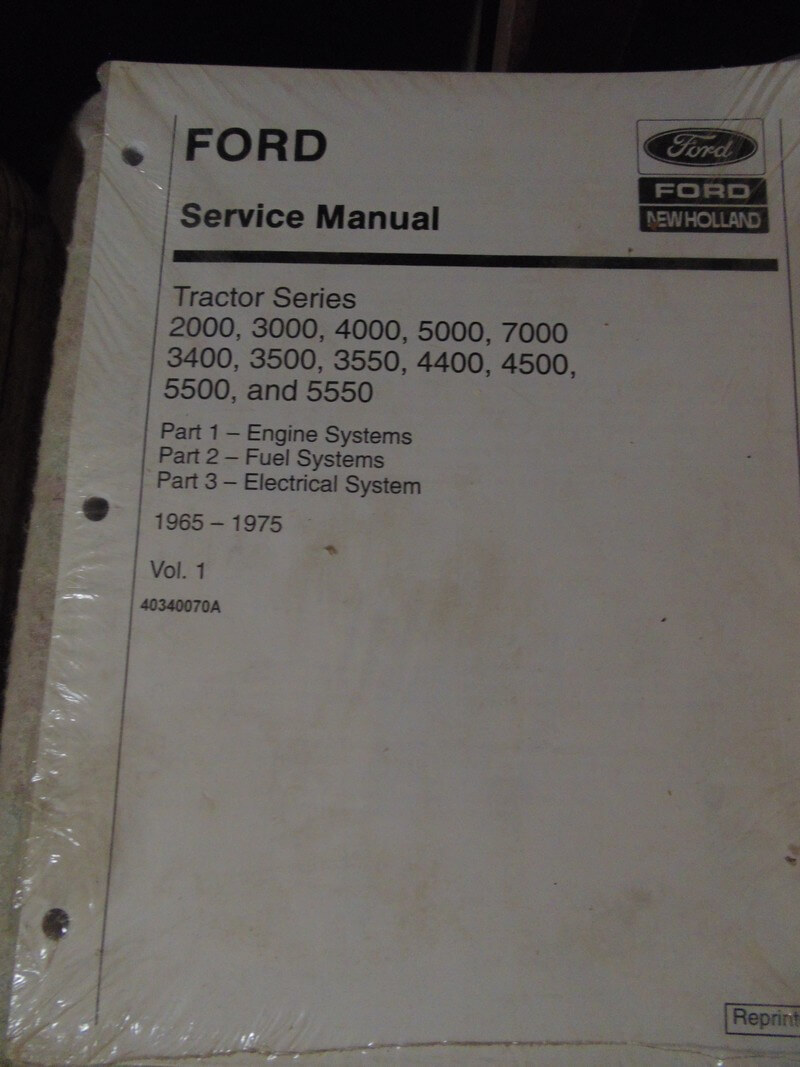 FORD
Ford
FORD
NEW HOLLAND
Service Manual
Tractor Series
2000, 3000, 4000, 5000, 7000
3400, 3500, 3550, 4400, 4500,
5500, and 5550
Part 1 – Engine Systems
Part 2 – Fuel Systems
Part 3 – Electrical System
1965 – 1975
Vol. 1
40340070A
Reprint